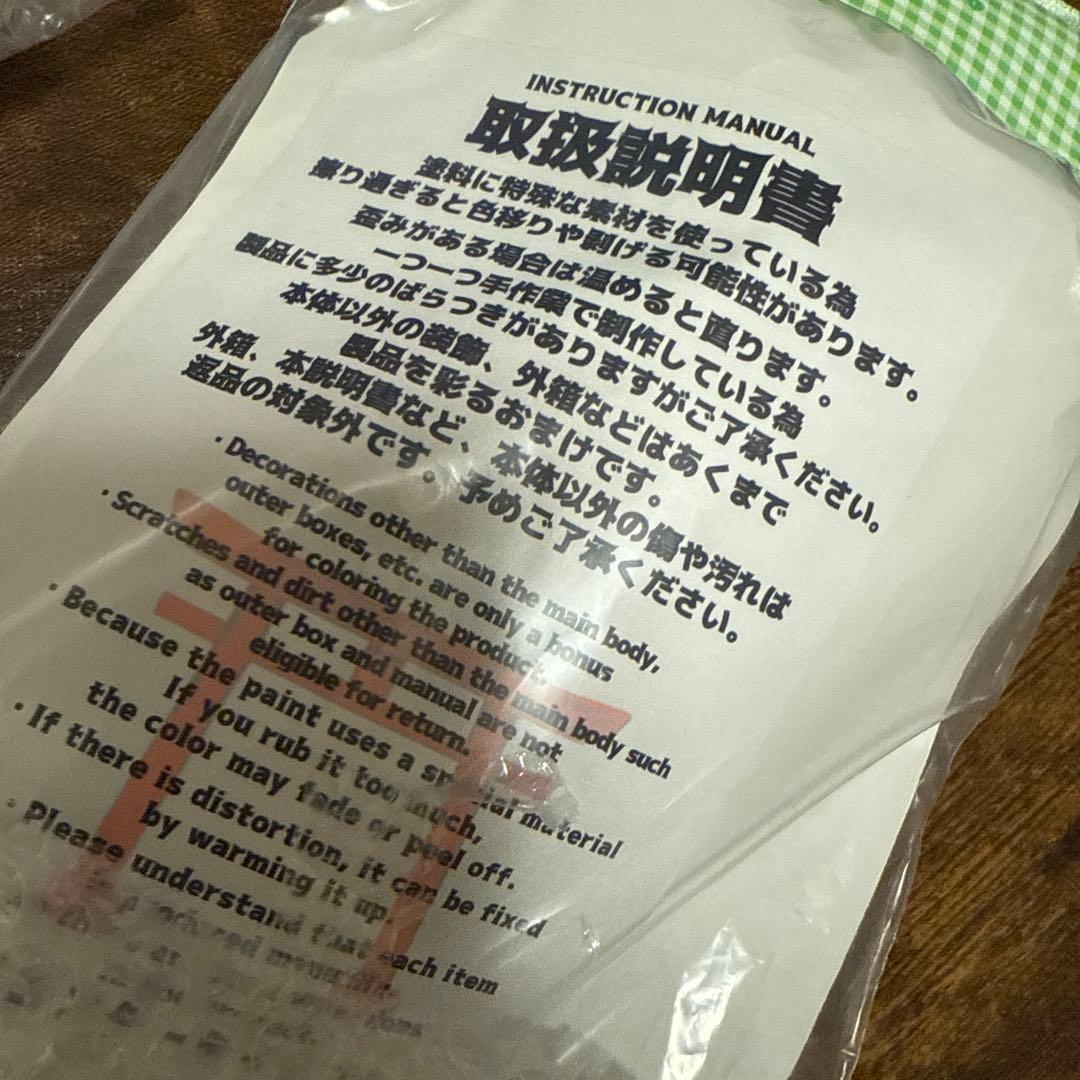 INSTRUCTION MANUAL
取扱説明書
塗料に特殊な素材を使っている為
擦り過ぎると色移りや剥げる可能性があります。
歪みがある場合は温めると直ります。
一つ一つ手作業で制作している為
製品に多少のばらつきがありますがご了承ください。
本体以外の装飾、外箱などはあくまで
製品を彩るおまけです。
外箱、本説明書など、本体以外の傷や汚れは
返品の対象外です。予めご了承ください。
・Decorations other than the main body,
outer boxes, etc. are only a bonus
for coloring the product.
・Scratches and dirt other than the main body such
as outer box and manual are not
eligible for return.
・Because the paint uses a special material
If you rub it too much,
the color may fade or peel off.
・If there is distortion, it can be fixed
by warming it up.
・Please understand that each item